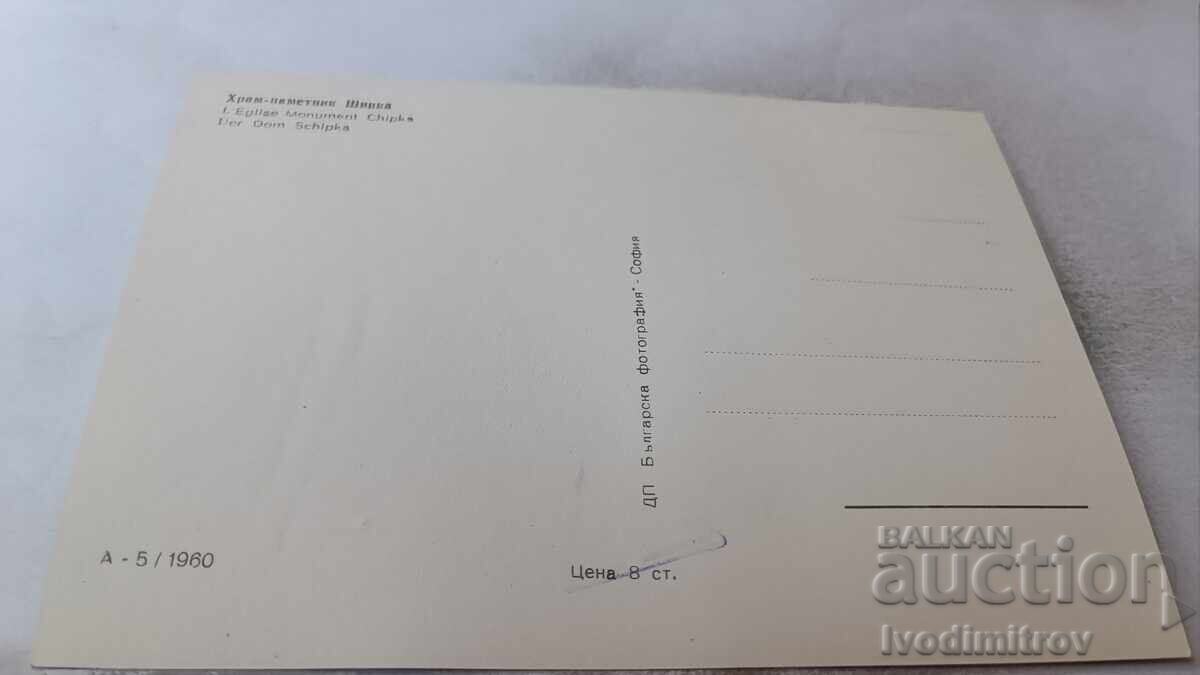 Храм-паметник Шипка
L'Eglise Monument Chipka
Der Dom Schipka
ДП Българска фотография" - София
А - 5 / 1960
Цена 8 ст.
BALKAN
auction
Ivodimitrov